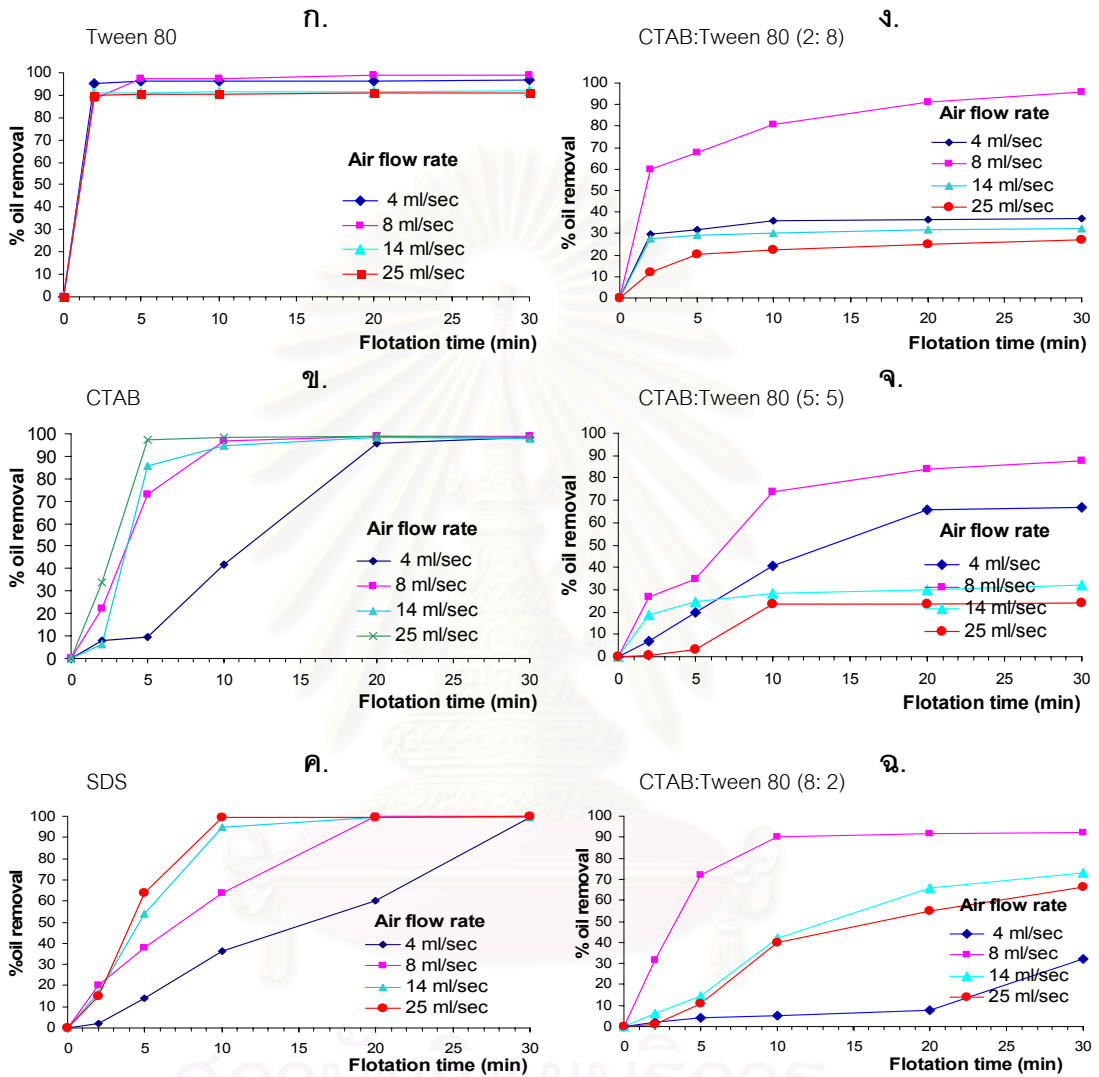 ก.
Tween 80
% oil removal
100
90
80
70
60
50
40
30
20
10
0
Air flow rate
4 ml/sec
8 ml/sec
14 ml/sec
25 ml/sec
0 5 10 15 20 25 30
Flotation time (min)
ง.
CTAB:Tween 80 (2: 8)
% oil removal
100
90
80
70
60
50
40
30
20
10
0
Air flow rate
4 ml/sec
8 ml/sec
14 ml/sec
25 ml/sec
0 5 10 15 20 25 30
Flotation time (min)
ข.
CTAB
% oil removal
100
90
80
70
60
50
40
30
20
10
0
Air flow rate
4 ml/sec
8 ml/sec
14 ml/sec
25 ml/sec
0 5 10 15 20 25 30
Flotation time (min)
จ.
CTAB:Tween 80 (5: 5)
% oil removal
100
90
80
70
60
50
40
30
20
10
0
Air flow rate
4 ml/sec
8 ml/sec
14 ml/sec
25 ml/sec
0 5 10 15 20 25 30
Flotation time (min)
ค.
SDS
%oil removal
100
90
80
70
60
50
40
30
20
10
0
Air flow rate
4 ml/sec
8 ml/sec
14 ml/sec
25 ml/sec
0 5 10 15 20 25 30
Flotation time (min)
ฉ.
CTAB:Tween 80 (8: 2)
% oil removal
100
90
80
70
60
50
40
30
20
10
0
Air flow rate
4 ml/sec
8 ml/sec
14 ml/sec
25 ml/sec
0 5 10 15 20 25 30
Flotation time (min)